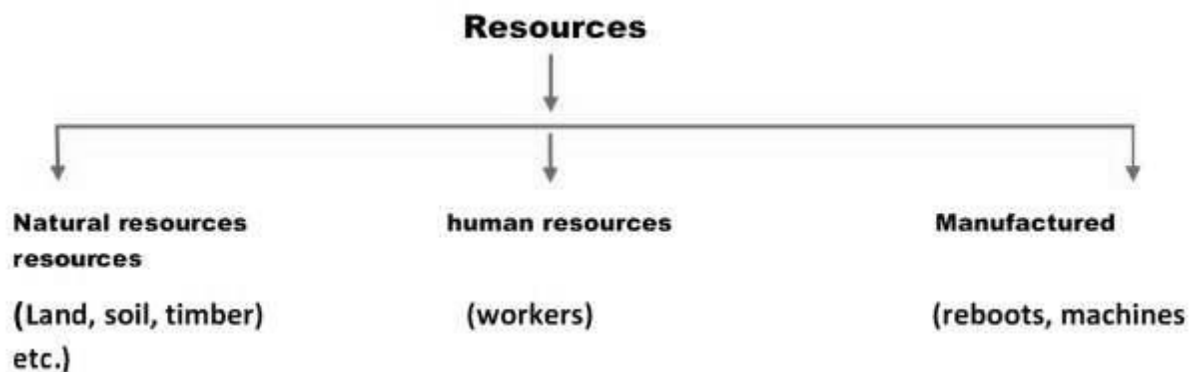 Resources
Natural resources human resources Manufactured
resources
(Land, soil, timber) (workers) (reboots, machines
etc.)